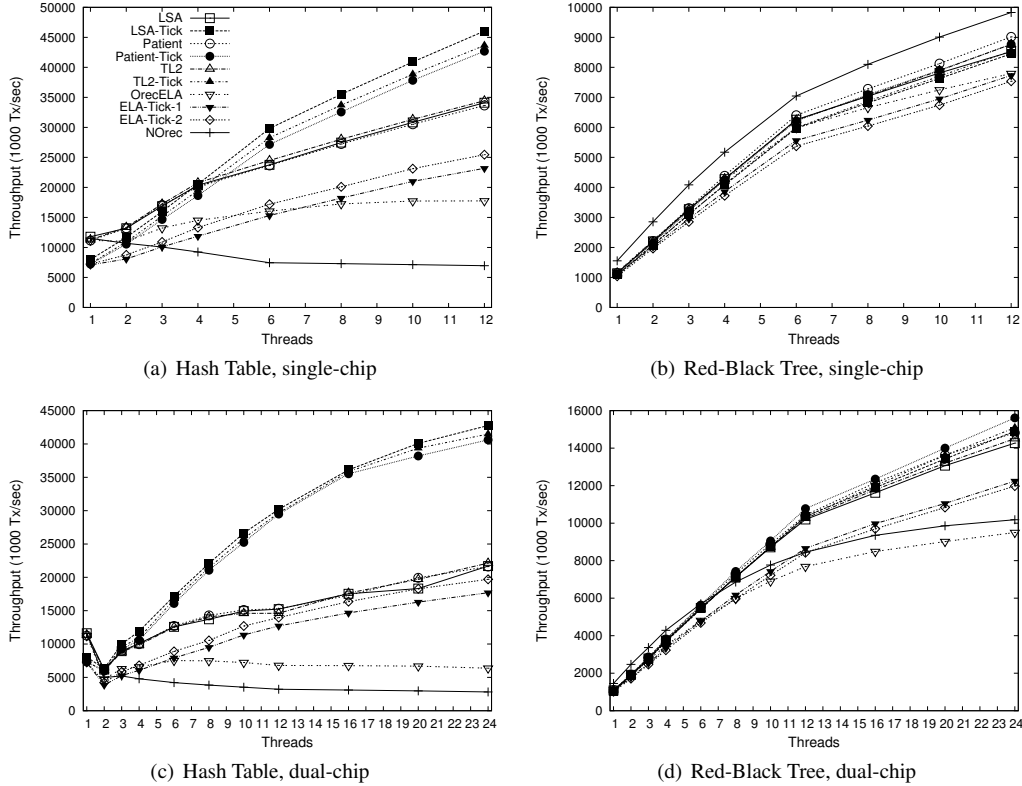 50000
45000
40000
35000
30000
25000
20000
15000
10000
5000
0
Throughput (1000 Tx/sec)
LSA
LSA-Tick
Patient
Patient-Tick
TL2
TL2-Tick
OrecELA
ELA-Tick-1
ELA-Tick-2
NOrec
1 2 3 4 5 6 7 8 9 10 11 12
Threads
(a) Hash Table, single-chip
10000
9000
8000
7000
6000
5000
4000
3000
2000
1000
0
Throughput (1000 Tx/sec)
1 2 3 4 5 6 7 8 9 10 11 12
Threads
(b) Red-Black Tree, single-chip
45000
40000
35000
30000
25000
20000
15000
10000
5000
0
Throughput (1000 Tx/sec)
1 2 3 4 5 6 7 8 9 10 11 12 13 14 15 16 17 18 19 20 21 22 23 24
Threads
(c) Hash Table, dual-chip
16000
14000
12000
10000
8000
6000
4000
2000
0
Throughput (1000 Tx/sec)
1 2 3 4 5 6 7 8 9 10 11 12 13 14 15 16 17 18 19 20 21 22 23 24
Threads
(d) Red-Black Tree, dual-chip